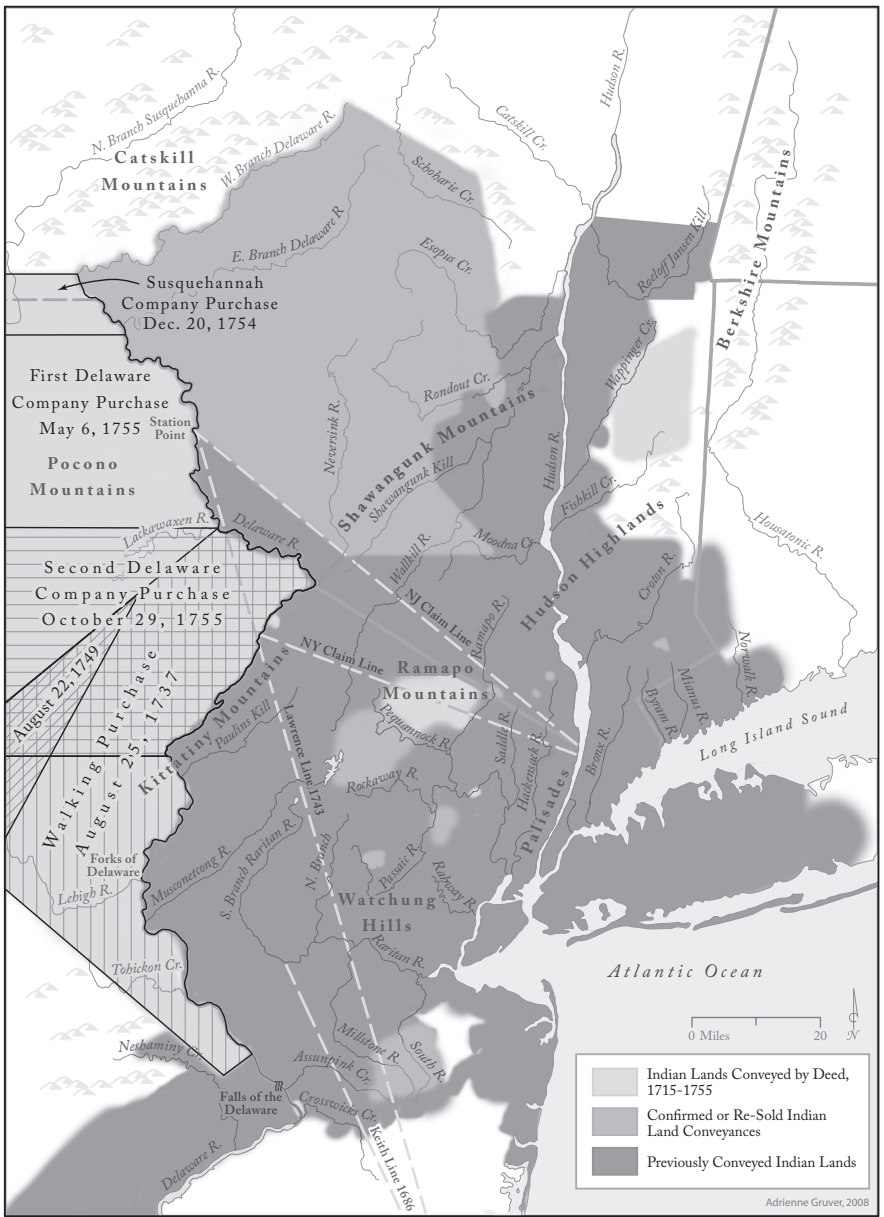 Hudson R.
N. Branch Susquehanna R.
Catskill Cr.
Catskill
Mountains
W. Branch Delaware R.
Schoharie Cr.
Berkshire Mountains
E. Branch Delaware R.
Esopus Cr.
Roeloff Jansen Kill
Susquehannah
Company Purchase
Dec. 20, 1754
Wappinger Cr.
First Delaware
Company Purchase
May 6, 1755
Station
Point
Rondout Cr.
Neversink R.
Shawangunk Mountains
Shawangunk Kill
Hudson R.
Pocono
Mountains
Fishkill Cr.
Lackawaxen R.
Delaware R.
Wallkill R.
Moodna Cr.
Hudson Highlands
Housatonic R.
Second Delaware
Company Purchase
October 29, 1755
Croton R.
NJ Claim Line
Ramapo R.
NY Claim Line
Ramapo
Mountains
August 22, 1749
Walking Purchase
August 25, 1737
Kittatiny Mountains
Paulins Kill
Lawrence Line 1743
Pequannock R.
Saddle R.
Hackensack R.
Palisades
Bronx R.
Byram R.
Mianus R.
Norwalk R.
Long Island Sound
Rockaway R.
Forks of
Delaware
Lehigh R.
Musconetcong R.
S. Branch Raritan R.
N. Branch
Passaic R.
Rahway R.
Watchung
Hills
Raritan R.
Tohickon Cr.
Atlantic Ocean
0 Miles
20
N
Neshaminy Cr.
Millstone R.
South R.
Assunpink Cr.
Falls of the
Delaware
Crosswicks Cr.
Keith Line 1686
Delaware R.
Indian Lands Conveyed by Deed,
1715-1755
Confirmed or Re-Sold Indian
Land Conveyances
Previously Conveyed Indian Lands
Adrienne Gruver, 2008